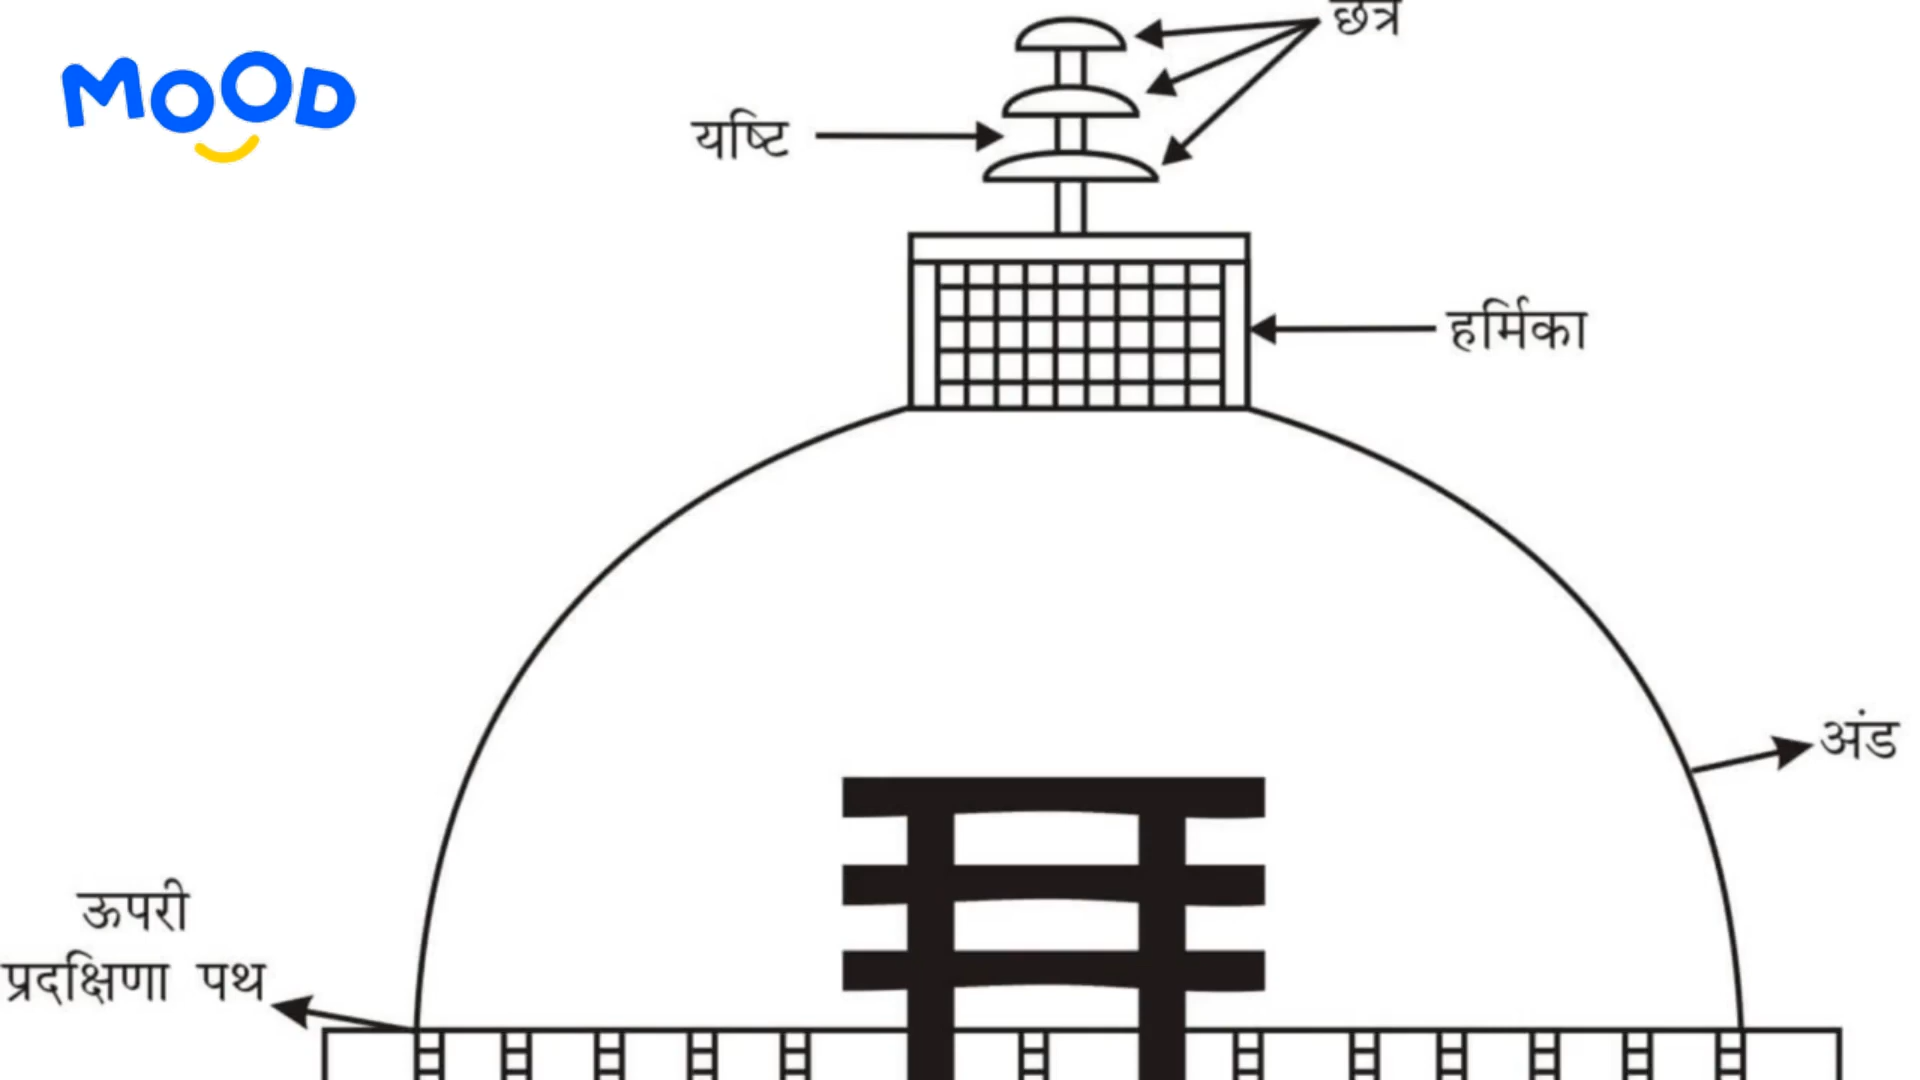 MOOD
छत्र
यष्टि
हर्मिका
अंड
ऊपरी
प्रदक्षिणा पथ